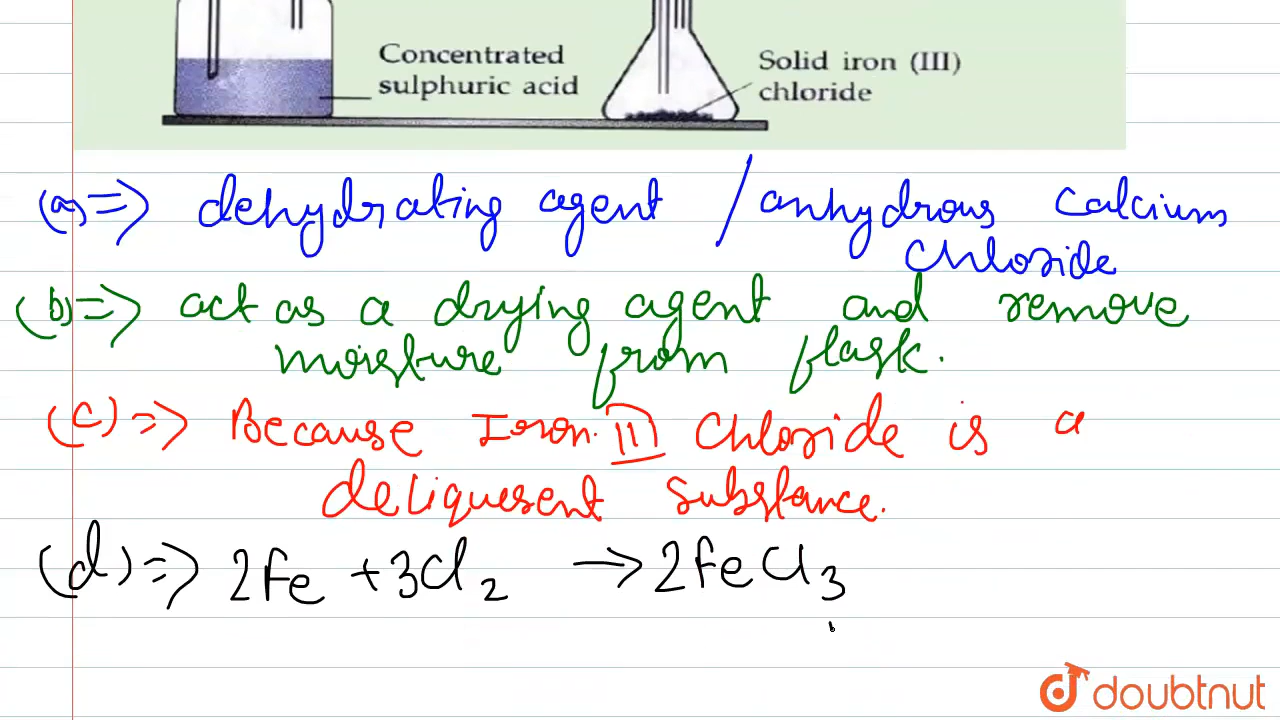 Concentrated
sulphuric acid
Solid iron (III)
chloride
(a) => dehydrating agent / anhydrous Calcium
Chloride
(b) => act as a drying agent and remove
moisture from flask.
(c) => Because Iron. III Chloride is a
deliquesent substance.
(d) => 2Fe + 3Cl2 → 2FeCl3
doubtnut